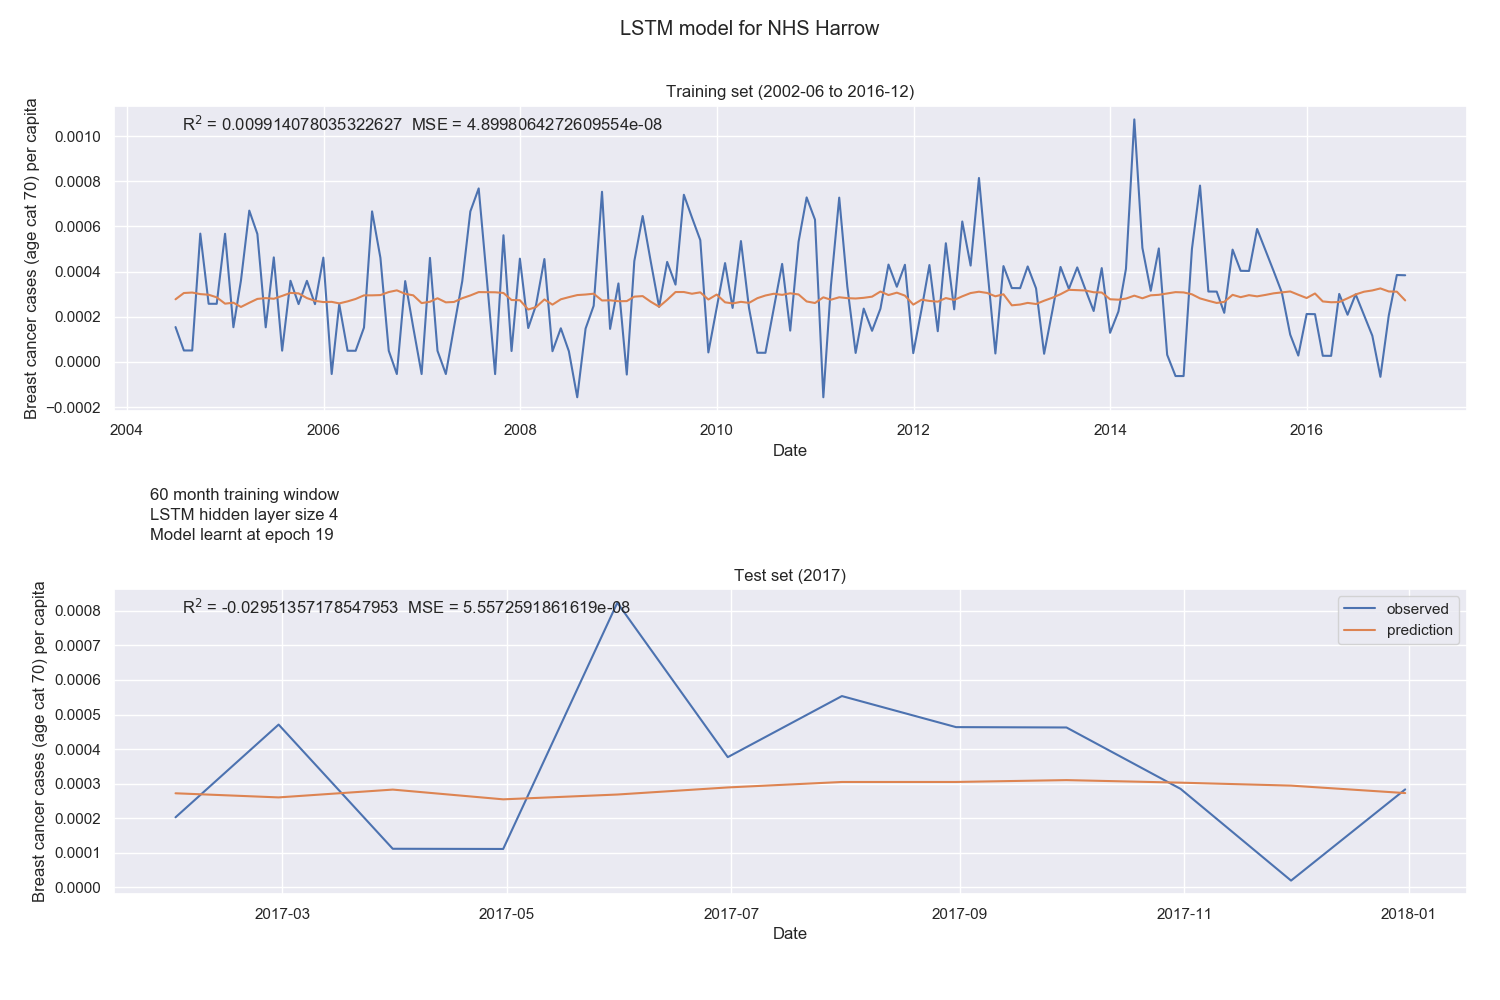 LSTM model for NHS Harrow
Training set (2002-06 to 2016-12)
R² = 0.009914078035322627 MSE = 4.8998064272609554e-08
Breast cancer cases (age cat 70) per capita
0.0010
0.0008
0.0006
0.0004
0.0002
0.0000
−0.0002
2004 2006 2008 2010 2012 2014 2016
Date
60 month training window
LSTM hidden layer size 4
Model learnt at epoch 19
Test set (2017)
R² = -0.02951357178547953 MSE = 5.5572591861619e-08
observed
prediction
Breast cancer cases (age cat 70) per capita
0.0008
0.0007
0.0006
0.0005
0.0004
0.0003
0.0002
0.0001
0.0000
2017-03 2017-05 2017-07 2017-09 2017-11 2018-01
Date